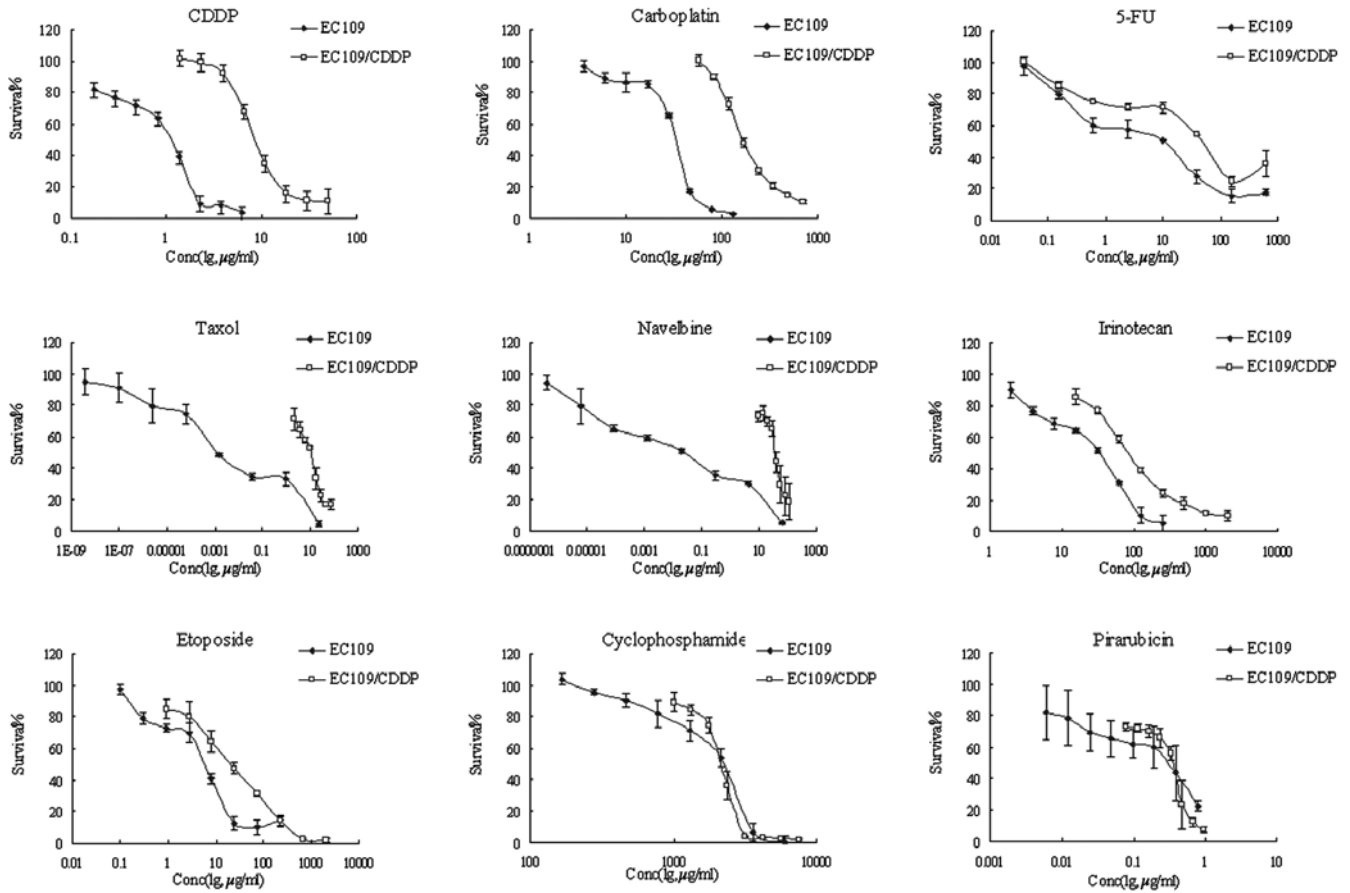 CDDP
EC109
EC109/CDDP
120
100
80
60
40
20
0
Survival%
0.1 1 10 100
Conc(lg, µg/ml)
Carboplatin
EC109
EC109/CDDP
120
100
80
60
40
20
0
Survival%
1 10 100 1000
Conc(lg, µg/ml)
5-FU
EC109
EC109/CDDP
120
100
80
60
40
20
0
Survival%
0.01 0.1 1 10 100 1000
Conc(lg, µg/ml)
Taxol
EC109
EC109/CDDP
120
100
80
60
40
20
0
Survival%
1E-09 1E-07 0.00001 0.001 0.1 10 1000
Conc(lg, µg/ml)
Navelbine
EC109
EC109/CDDP
120
100
80
60
40
20
0
Survival%
0.0000001 0.00001 0.001 0.1 10 1000
Conc(lg, µg/ml)
Irinotecan
EC109
EC109/CDDP
120
100
80
60
40
20
0
Survival%
1 10 100 1000 10000
Conc(lg, µg/ml)
Etoposide
EC109
EC109/CDDP
120
100
80
60
40
20
0
Survival%
0.01 0.1 1 10 100 1000 10000
Conc(lg, µg/ml)
Cyclophosphamide
EC109
EC109/CDDP
120
100
80
60
40
20
0
Survival%
100 1000 10000
Conc(lg, µg/ml)
Pirarubicin
EC109
EC109/CDDP
120
100
80
60
40
20
0
Survival%
0.001 0.01 0.1 1 10
Conc(lg, µg/ml)